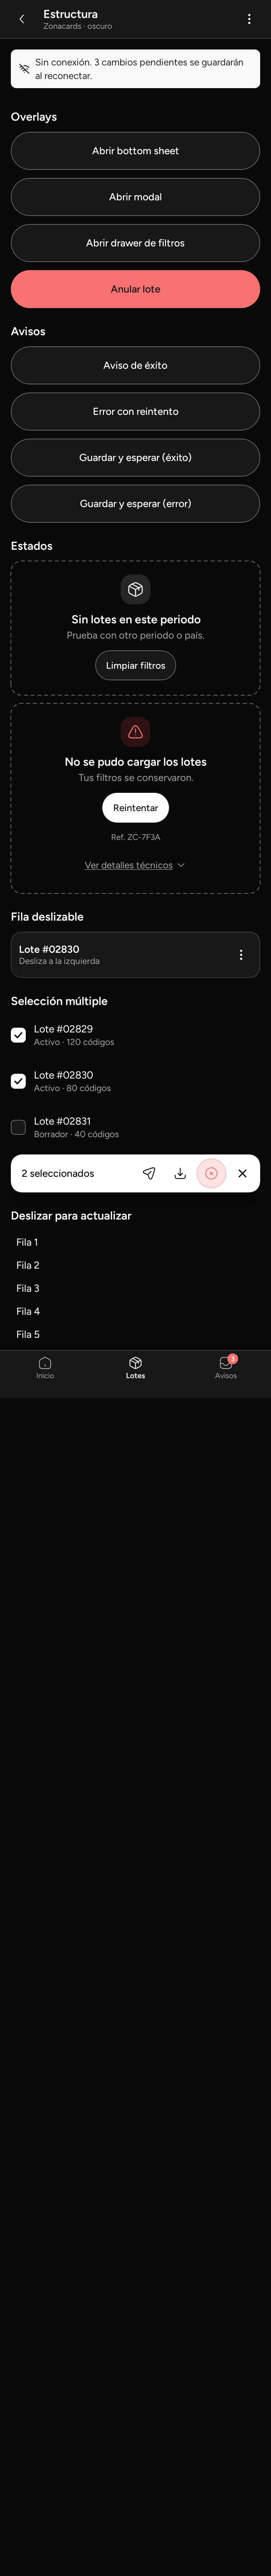 Estructura
Zonacards · oscuro
Sin conexión. 3 cambios pendientes se guardarán
al reconectar.
Overlays
Abrir bottom sheet
Abrir modal
Abrir drawer de filtros
Anular lote
Avisos
Aviso de éxito
Error con reintento
Guardar y esperar (éxito)
Guardar y esperar (error)
Estados
Sin lotes en este periodo
Prueba con otro periodo o país.
Limpiar filtros
No se pudo cargar los lotes
Tus filtros se conservaron.
Reintentar
Ref. ZC-7F3A
Ver detalles técnicos
Fila deslizable
Lote #02830
Desliza a la izquierda
Selección múltiple
Lote #02829
Activo · 120 códigos
Lote #02830
Activo · 80 códigos
Lote #02831
Borrador · 40 códigos
2 seleccionados
Deslizar para actualizar
Fila 1
Fila 2
Fila 3
Fila 4
Fila 5
3
Inicio
Lotes
Avisos